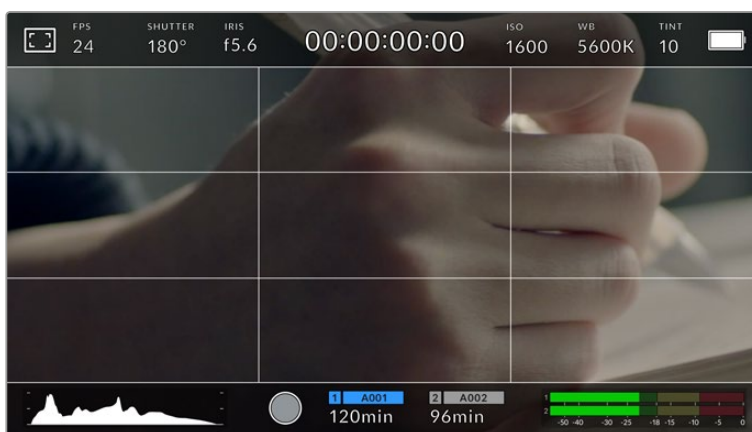 FPS SHUTTER IRIS ISO WB TINT
24 180° f5.6 00:00:00:00 1600 5600K 10
1 A001 2 A002
120min 96min
1
2
-50 -40 -30 -25 -18 -15 -10 -5 0